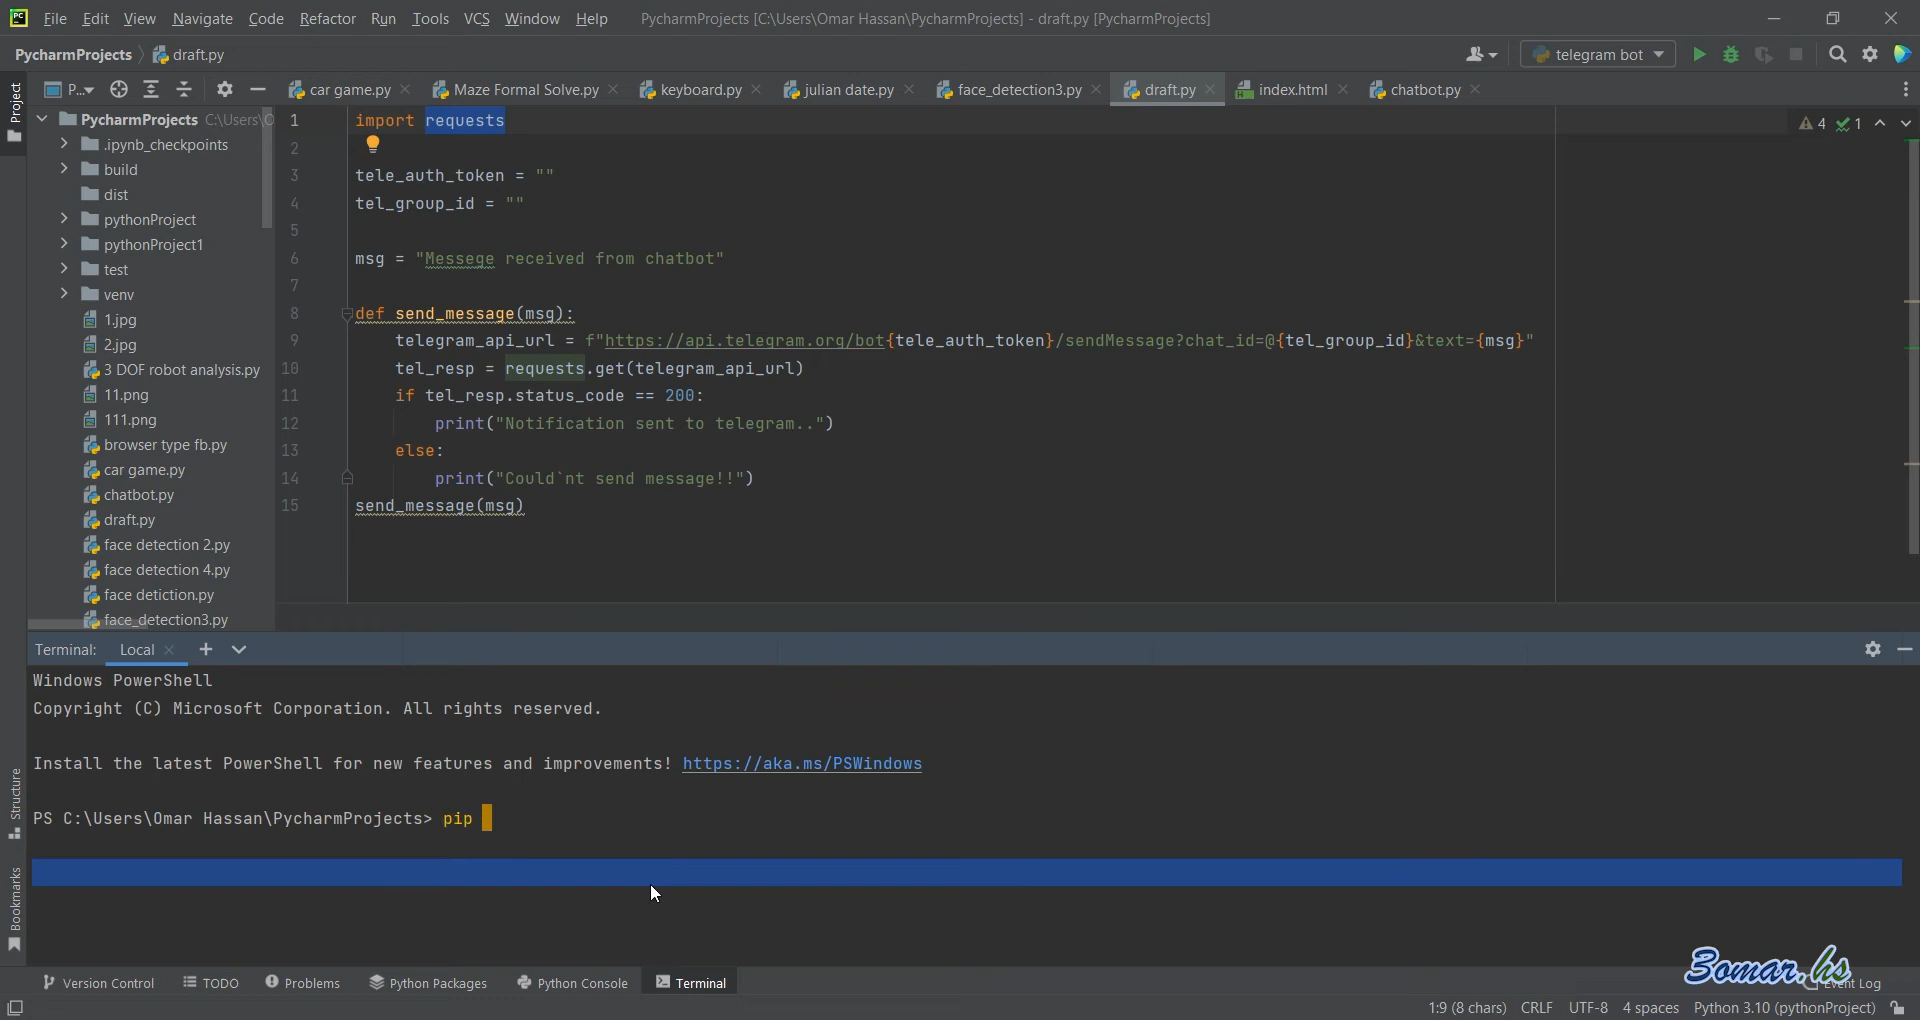 PC File Edit View Navigate Code Refactor Run Tools VCS Window Help PycharmProjects [C:\Users\Omar Hassan\PycharmProjects] - draft.py [PycharmProjects]
PycharmProjects draft.py telegram bot
Project P... car game.py Maze Formal Solve.py keyboard.py julian date.py face_detection3.py draft.py index.html chatbot.py
PycharmProjects C:\Users\O
.ipynb_checkpoints
build
dist
pythonProject
pythonProject1
test
venv
1.jpg
2.jpg
3 DOF robot analysis.py
11.png
111.png
browser type fb.py
car game.py
chatbot.py
draft.py
face detection 2.py
face detection 4.py
face detiction.py
face_detection3.py
1 import requests
2
3 tele_auth_token = ""
4 tel_group_id = ""
5
6 msg = "Messege received from chatbot"
7
8 def send_message(msg):
9 telegram_api_url = f"https://api.telegram.org/bot{tele_auth_token}/sendMessage?chat_id=@{tel_group_id}&text={msg}"
10 tel_resp = requests.get(telegram_api_url)
11 if tel_resp.status_code == 200:
12 print("Notification sent to telegram..")
13 else:
14 print("Could`nt send message!!")
15 send_message(msg)
4 1
Terminal: Local
Windows PowerShell
Copyright (C) Microsoft Corporation. All rights reserved.
Install the latest PowerShell for new features and improvements! https://aka.ms/PSWindows
PS C:\Users\Omar Hassan\PycharmProjects> pip
Structure
Bookmarks
3omar.hs
Version Control TODO Problems Python Packages Python Console Terminal Event Log
1:9 (8 chars) CRLF UTF-8 4 spaces Python 3.10 (pythonProject)